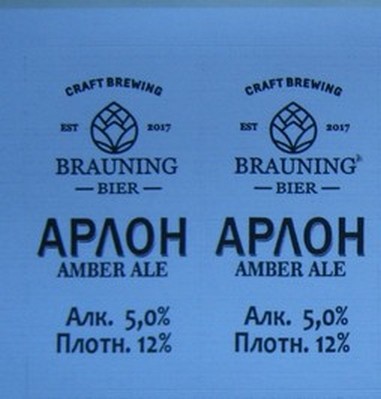 CRAFT BREWING
EST 2017
BRAUNING
BIER
АРЛОН
AMBER ALE
Алк. 5,0%
Плотн. 12%
CRAFT BREWING
EST 2017
BRAUNING
BIER
АРЛОН
AMBER ALE
Алк. 5,0%
Плотн. 12%